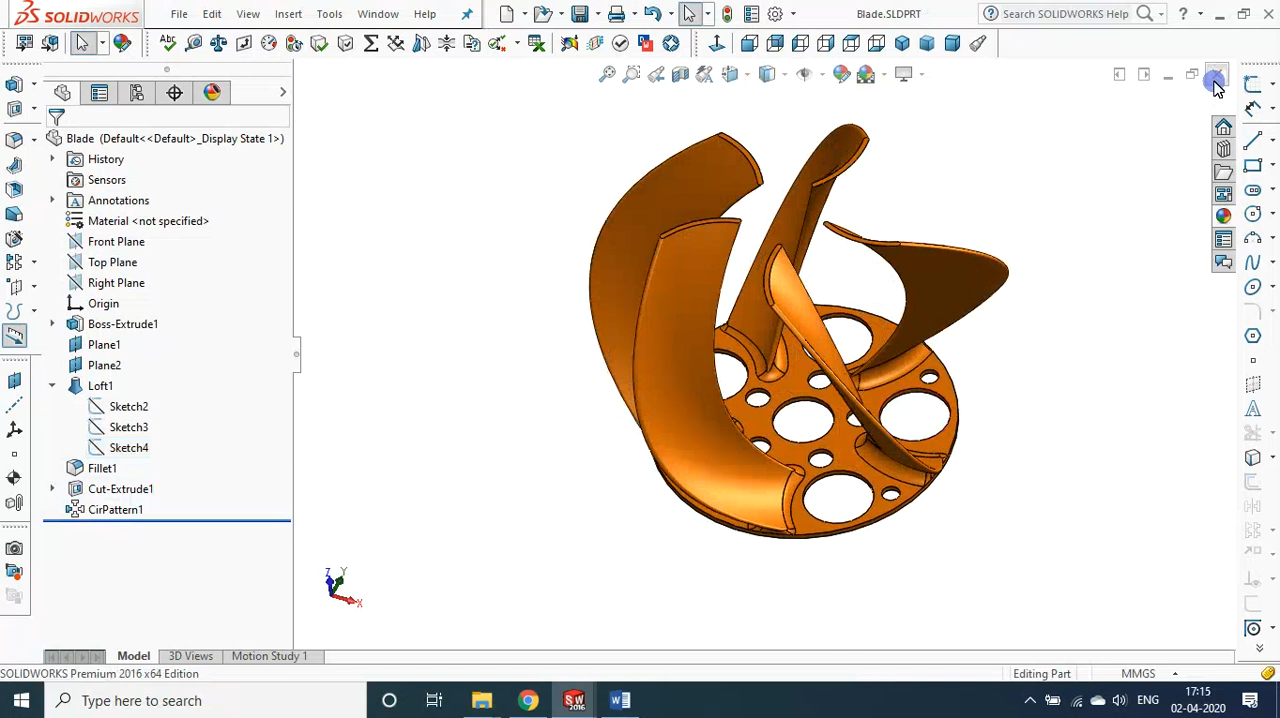 SOLIDWORKS File Edit View Insert Tools Window Help Blade.SLDPRT Search SOLIDWORKS Help
Blade (Default<<Default>_Display State 1>)
History
Sensors
Annotations
Material <not specified>
Front Plane
Top Plane
Right Plane
Origin
Boss-Extrude1
Plane1
Plane2
Loft1
Sketch2
Sketch3
Sketch4
Fillet1
Cut-Extrude1
CirPattern1
Z Y X
Model 3D Views Motion Study 1
SOLIDWORKS Premium 2016 x64 Edition Editing Part MMGS
Type here to search ENG 17:15
02-04-2020